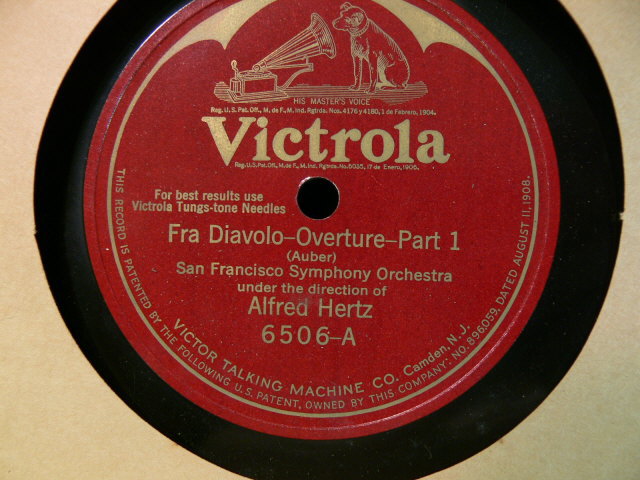 HIS MASTER'S VOICE
Reg. U.S. Pat. Off., M. de F., M. Ind. Rgtrda. Nos. 4176 y 4180, 1 de Febrero, 1904.
Victrola
Reg. U.S. Pat. Off., M. de F., M. Ind. Rgtrda. No. 6035, 17 de Enero, 1906.
For best results use
Victrola Tungs-tone Needles
Fra Diavolo–Overture–Part 1
(Auber)
San Francisco Symphony Orchestra
under the direction of
Alfred Hertz
6506–A
VICTOR TALKING MACHINE CO. Camden, N.J.
THIS RECORD IS PATENTED BY THE FOLLOWING U.S. PATENT, OWNED BY THIS COMPANY: No. 896,059, DATED AUGUST 11, 1908.